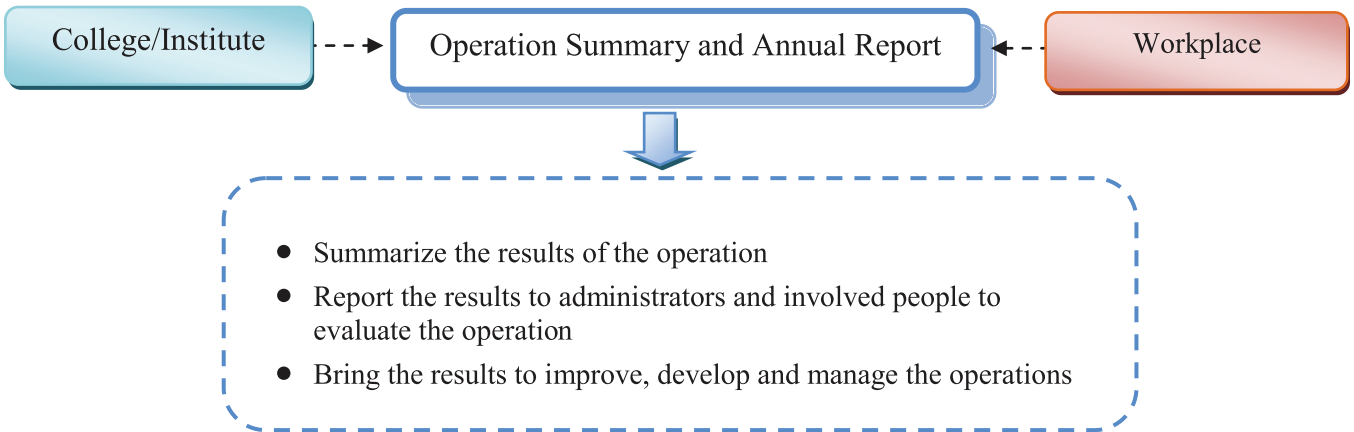 College/Institute
Operation Summary and Annual Report
Workplace
● Summarize the results of the operation
● Report the results to administrators and involved people to
evaluate the operation
● Bring the results to improve, develop and manage the operations